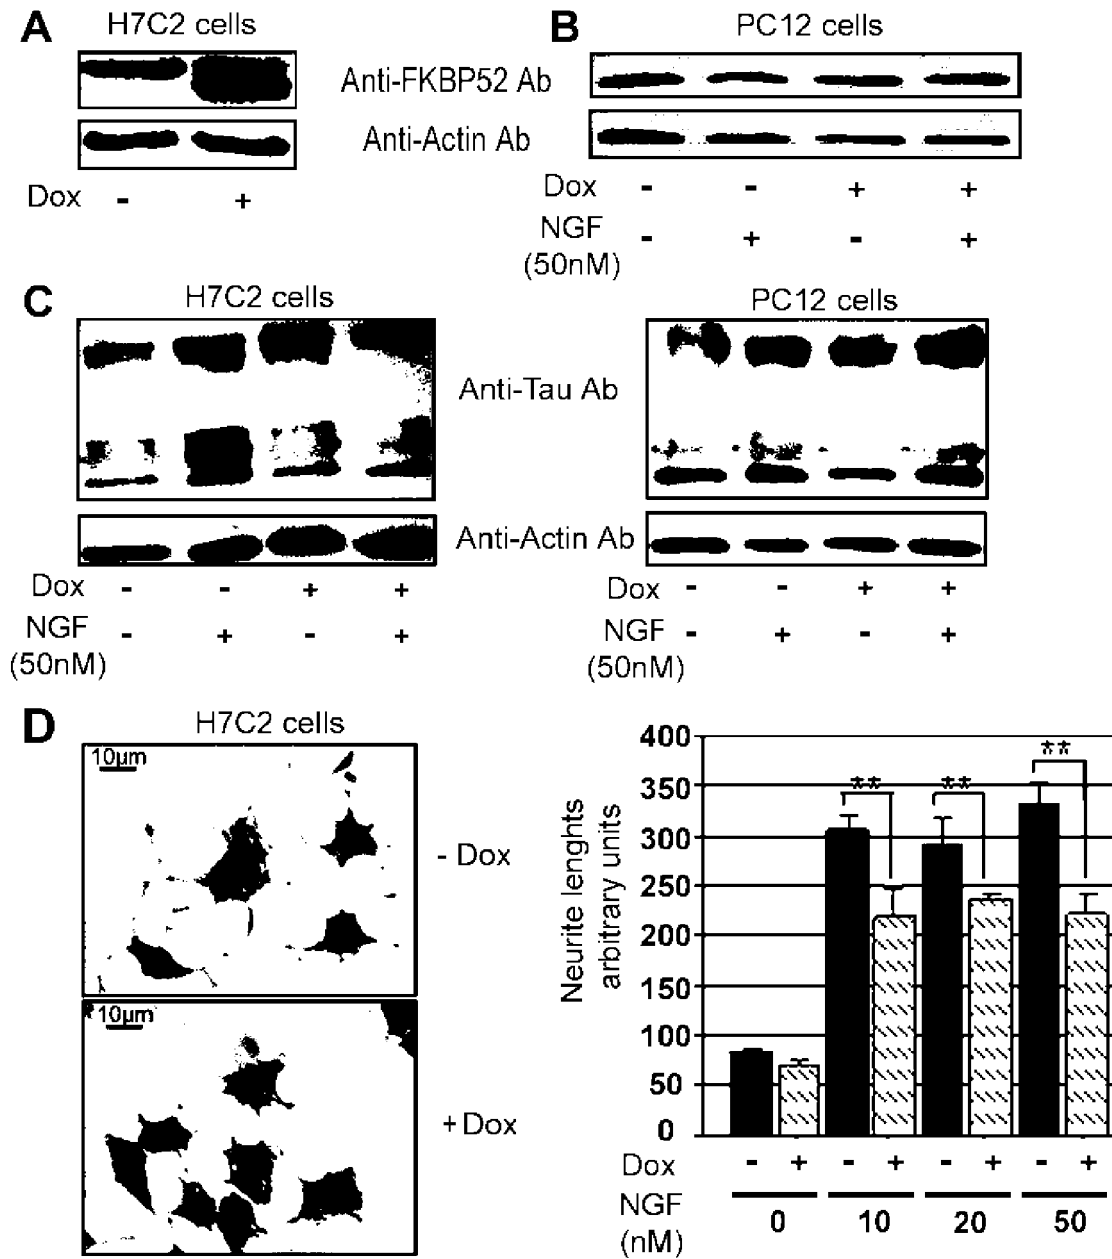 A
H7C2 cells
Anti-FKBP52 Ab
Anti-Actin Ab
Dox - +
B
PC12 cells
Dox - - + +
NGF - + - +
(50nM)
C
H7C2 cells
PC12 cells
Anti-Tau Ab
Anti-Actin Ab
Dox - - + +
NGF - + - +
(50nM)
Dox - - + +
NGF - + - +
(50nM)
D
H7C2 cells
10µm
- Dox
10µm
+ Dox
Neurite lenghts
arbitrary units
400
350
300
250
200
150
100
50
0
** ** **
Dox - + - + - + - +
NGF
(nM)
0 10 20 50